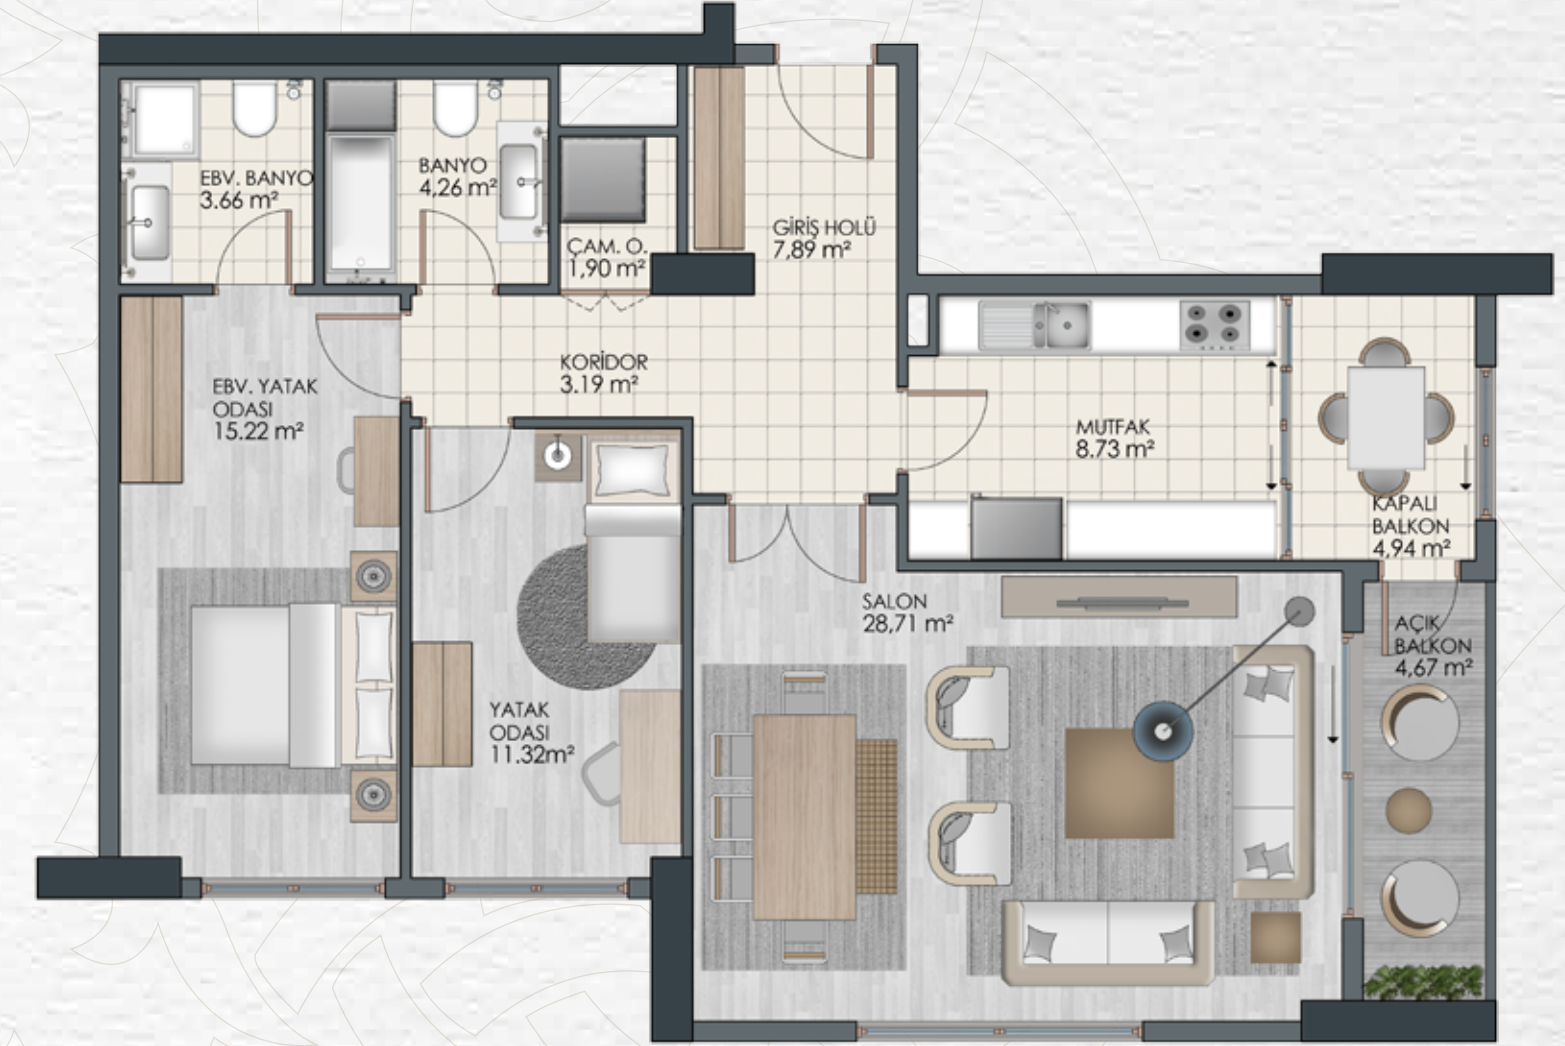 EBV. BANYO
3.66 m²
BANYO
4,26 m²
ÇAM. O.
1,90 m²
GİRİŞ HOLÜ
7,89 m²
KORİDOR
3.19 m²
EBV. YATAK
ODASI
15.22 m²
MUTFAK
8.73 m²
KAPALI
BALKON
4,94 m²
SALON
28,71 m²
AÇIK
BALKON
4,67 m²
YATAK
ODASI
11.32m²